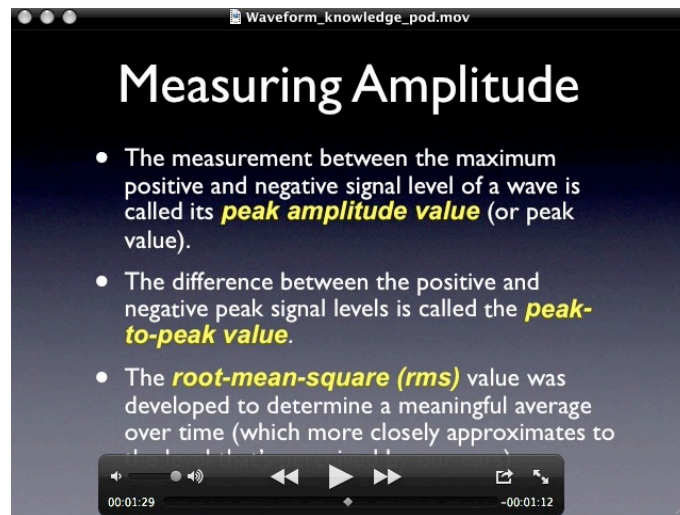 Waveform_knowledge_pod.mov
Measuring Amplitude
• The measurement between the maximum
positive and negative signal level of a wave is
called its peak amplitude value (or peak
value).
• The difference between the positive and
negative peak signal levels is called the peak-
to-peak value.
• The root-mean-square (rms) value was
developed to determine a meaningful average
over time (which more closely approximates to
00:01:29
-00:01:12